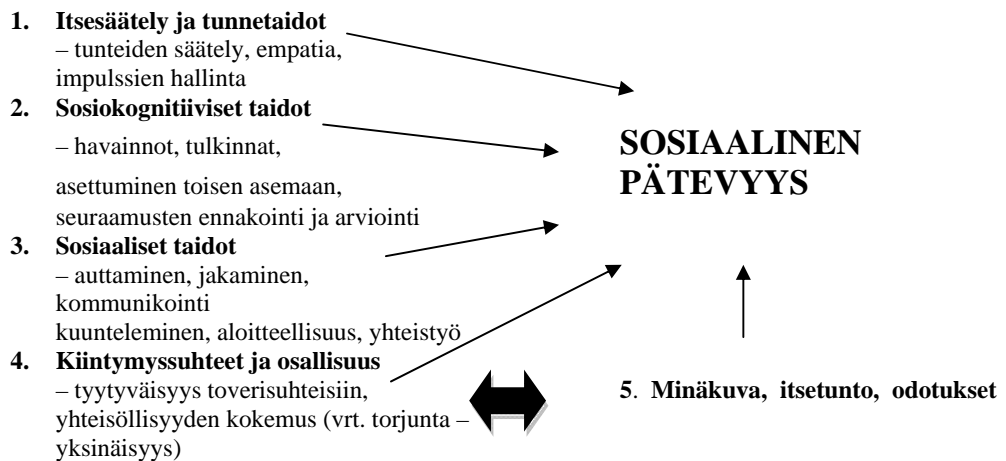 1. Itsesäätely ja tunnetaidot
– tunteiden säätely, empatia,
impulssien hallinta
2. Sosiokognitiiviset taidot
– havainnot, tulkinnat,
asettuminen toisen asemaan,
seuraamusten ennakointi ja arviointi
3. Sosiaaliset taidot
– auttaminen, jakaminen,
kommunikointi
kuunteleminen, aloitteellisuus, yhteistyö
4. Kiintymyssuhteet ja osallisuus
– tyytyväisyys toverisuhteisiin,
yhteisöllisyyden kokemus (vrt. torjunta –
yksinäisyys)
SOSIAALINEN
PÄTEVYYS
5. Minäkuva, itsetunto, odotukset